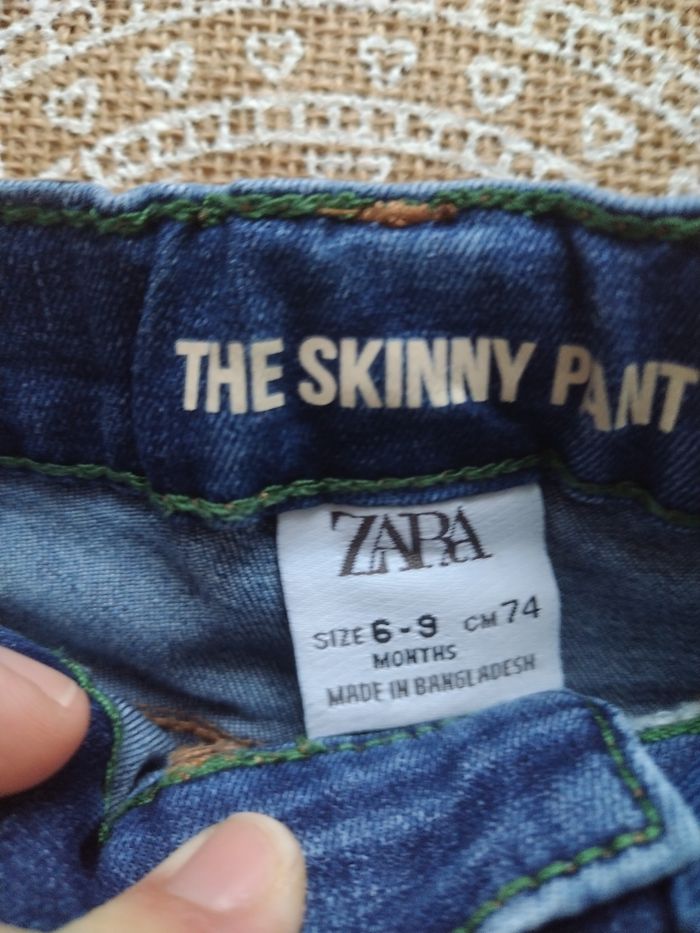 THE SKINNY PANT
ZARA
SIZE 6-9 CM 74
MONTHS
MADE IN BANGLADESH